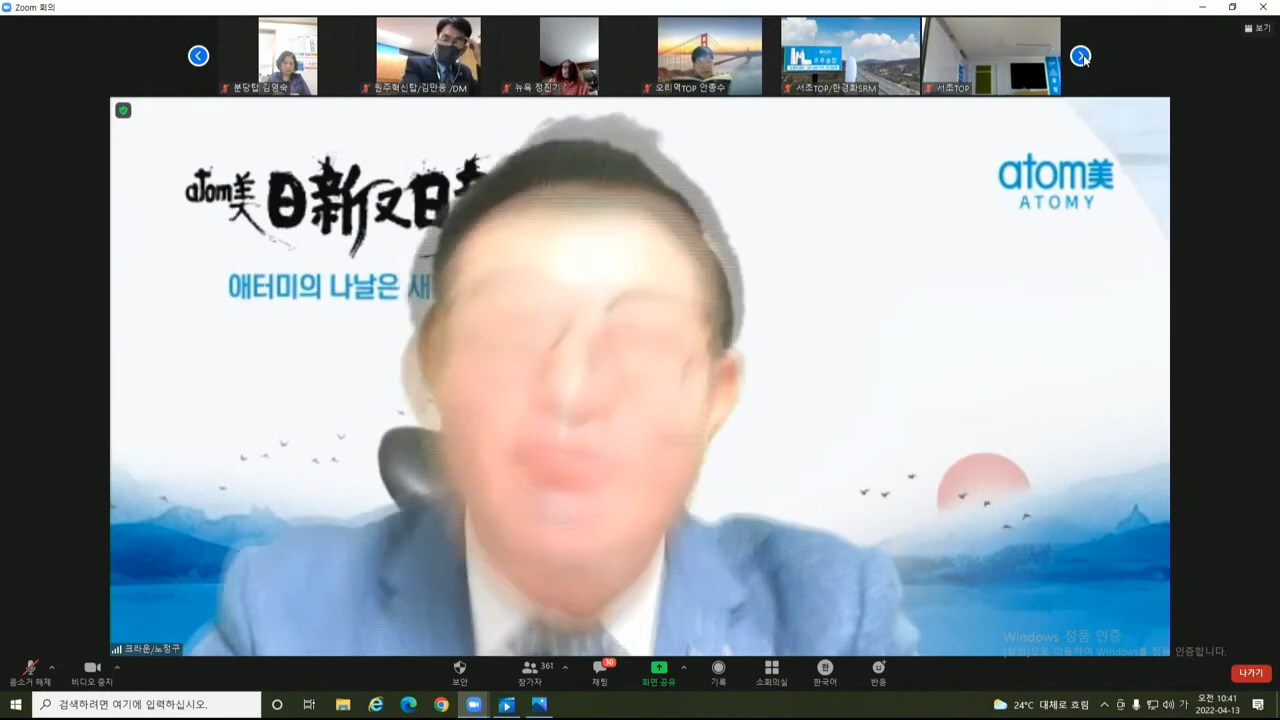 Zoom 회의
보기
분당탑 김영숙
원주혁신탑/김만응 /DM
뉴욕 정진기
오리역TOP 안종수
서초TOP/한경화SRM
서초TOP
atom美 日新又日
애터미의 나날은 새
atom美
ATOMY
크라운/노정구
Windows 정품 인증
[설정]으로 이동하여 Windows를 정품 인증합니다.
음소거 해제
비디오 중지
보안
361
참가자
30
채팅
화면 공유
기록
소회의실
한
한국어
반응
나가기
검색하려면 여기에 입력하십시오.
24°C 대체로 흐림
가
오전 10:41
2022-04-13